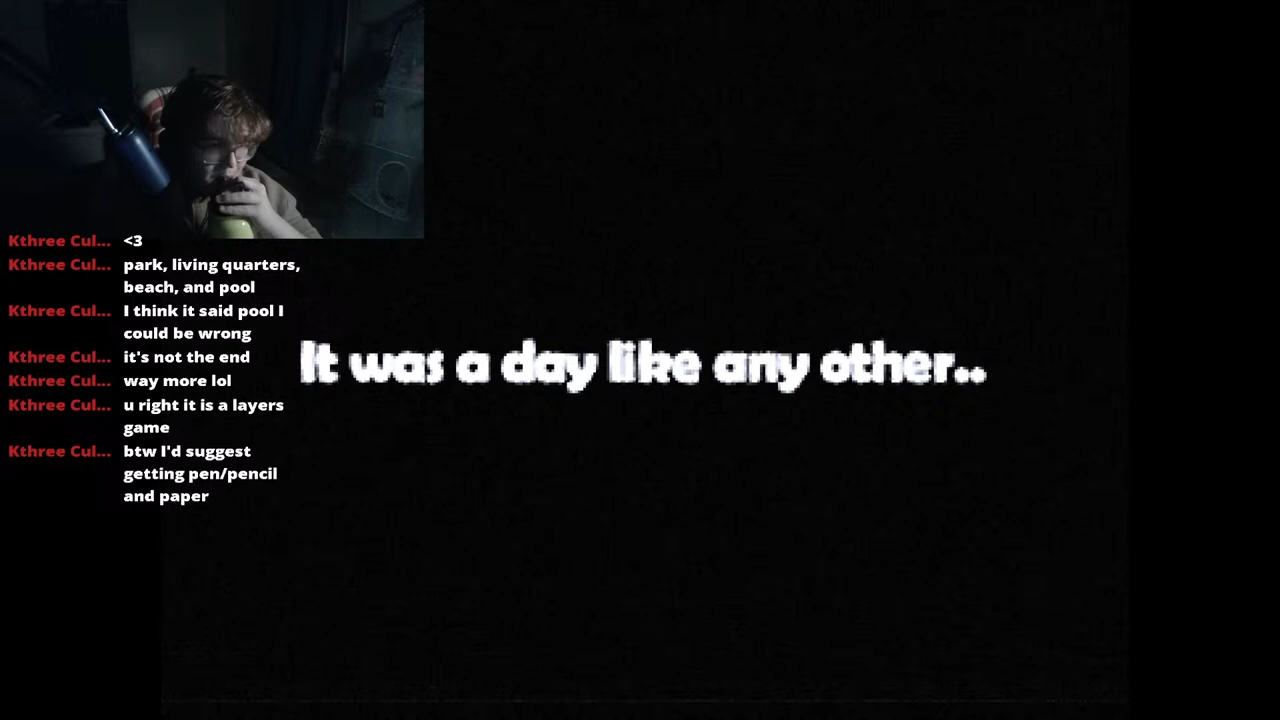 Kthree Cul... <3
Kthree Cul... park, living quarters,
beach, and pool
Kthree Cul... I think it said pool I
could be wrong
Kthree Cul... it's not the end
Kthree Cul... way more lol
Kthree Cul... u right it is a layers
game
Kthree Cul... btw I'd suggest
getting pen/pencil
and paper
It was a day like any other..